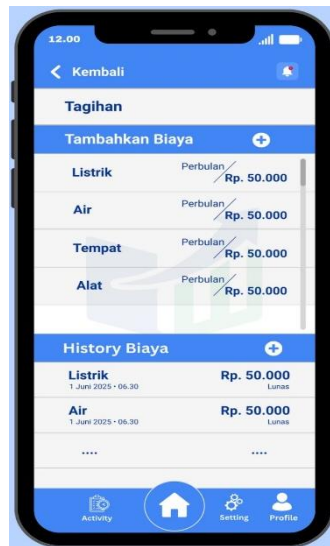 12.00
Kembali
Tagihan
Tambahkan Biaya
Listrik Perbulan Rp. 50.000
Air Perbulan Rp. 50.000
Tempat Perbulan Rp. 50.000
Alat Perbulan Rp. 50.000
History Biaya
Listrik Rp. 50.000
1 Juni 2025 • 06.30 Lunas
Air Rp. 50.000
1 Juni 2025 • 06.30 Lunas
.... ....
Activity Setting Profile